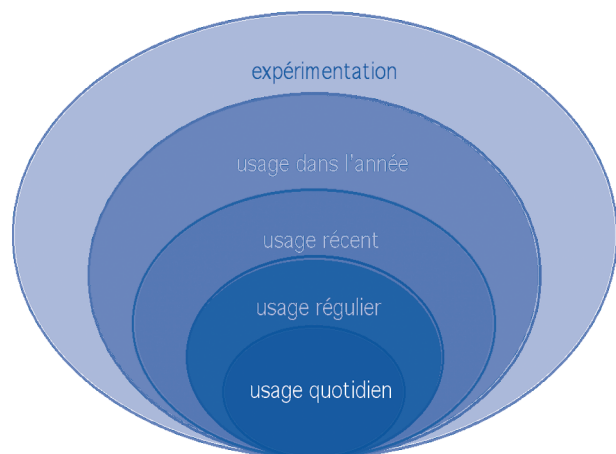 expérimentation
usage dans l'année
usage récent
usage régulier
usage quotidien